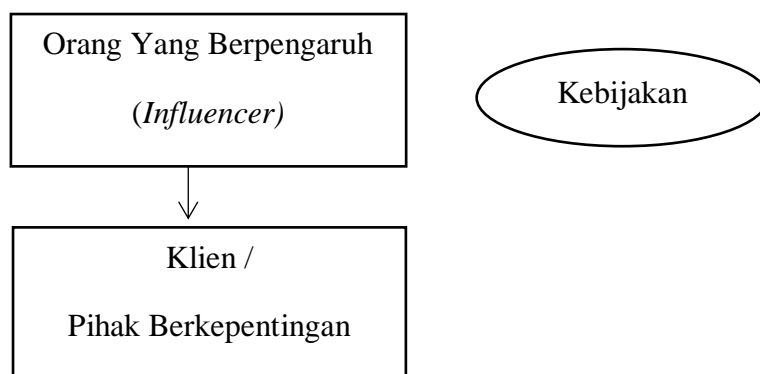 Orang Yang Berpengaruh
(Influencer)
Kebijakan
Klien /
Pihak Berkepentingan